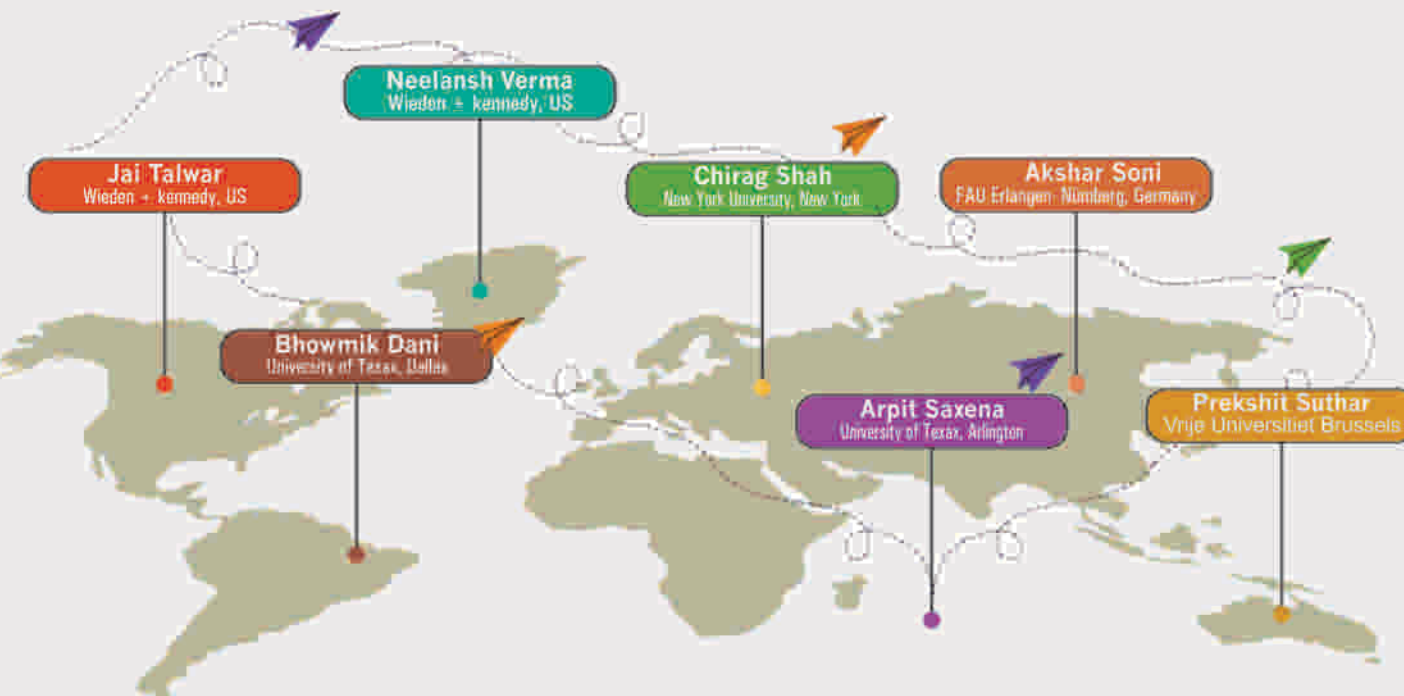 Neelansh Verma
Wieden + kennedy, US
Jai Talwar
Wieden + kennedy, US
Chirag Shah
New York University, New York
Akshar Soni
FAU Erlangen- Nürnberg, Germany
Bhowmik Dani
University of Texas, Dallas
Arpit Saxena
University of Texas, Arlington
Prekshit Suthar
Vrije Universitiet Brussels